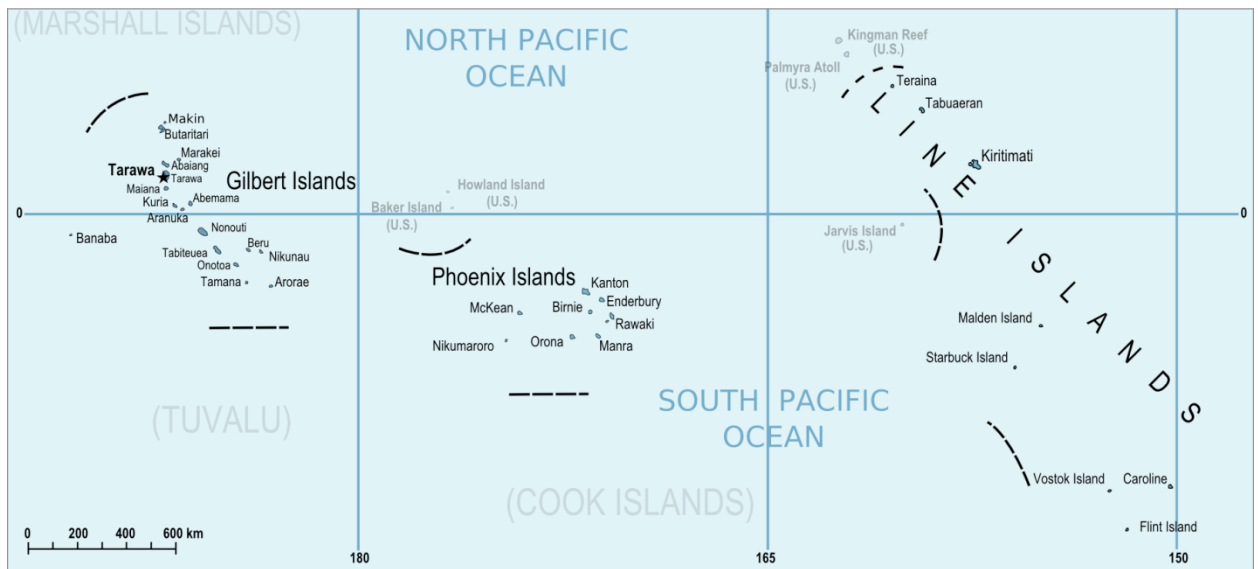 (MARSHALL ISLANDS)
NORTH PACIFIC
OCEAN
Kingman Reef
(U.S.)
Palmyra Atoll
(U.S.)
Teraina
Tabuaeran
Kiritimati
LINE ISLANDS
Makin
Butaritari
Marakei
Abaiang
Tarawa
Tarawa
Maiana
Gilbert Islands
Kuria
Abemama
Aranuka
Howland Island
(U.S.)
Baker Island
(U.S.)
0
0
Jarvis Island
(U.S.)
Banaba
Nonouti
Tabiteuea
Beru
Nikunau
Onotoa
Tamana
Arorae
Phoenix Islands
Kanton
McKean
Birnie
Enderbury
Rawaki
Nikumaroro
Orona
Manra
Malden Island
Starbuck Island
(TUVALU)
SOUTH PACIFIC
OCEAN
(COOK ISLANDS)
Vostok Island
Caroline
Flint Island
0 200 400 600 km
180
165
150